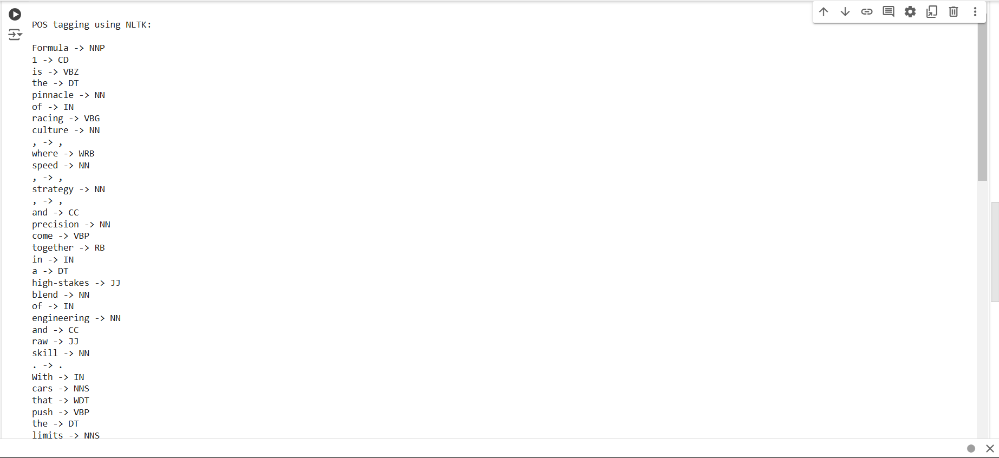 POS tagging using NLTK:
Formula -> NNP
1 -> CD
is -> VBZ
the -> DT
pinnacle -> NN
of -> IN
racing -> VBG
culture -> NN
, -> ,
where -> WRB
speed -> NN
, -> ,
strategy -> NN
, -> ,
and -> CC
precision -> NN
come -> VBP
together -> RB
in -> IN
a -> DT
high-stakes -> JJ
blend -> NN
of -> IN
engineering -> NN
and -> CC
raw -> JJ
skill -> NN
. -> .
With -> IN
cars -> NNS
that -> WDT
push -> VBP
the -> DT
limits -> NNS